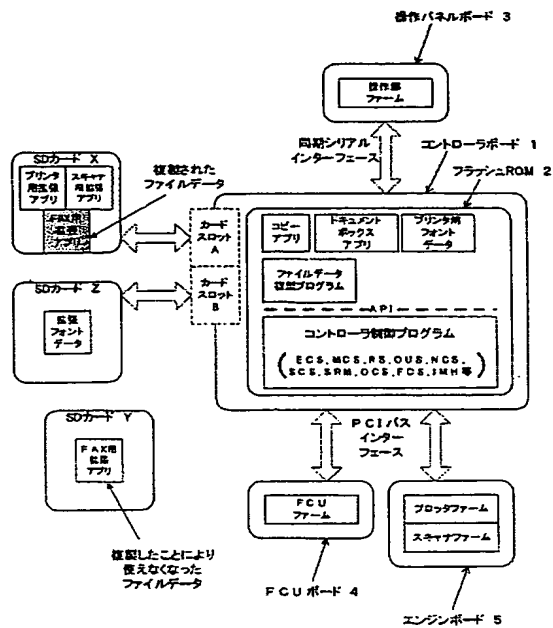 操作パネルボード 3
操作部
ファーム
同期シリアル
インターフェース
コントローラボード 1
フラッシュROM 2
SDカード X
プリンタ
用拡張
アプリ
スキャナ
用拡張
アプリ
FAX用
拡張
アプリ
複製された
ファイルデータ
カード
スロット
A
カード
スロット
B
コピー
アプリ
ドキュメント
ボックス
アプリ
プリンタ用
フォント
データ
ファイルデータ
複製プログラム
API
コントローラ制御プログラム
(ECS、MCS、RS、OUS、NCS、
SCS、SRM、OCS、FCS、IMH等)
SDカード Z
拡張
フォント
データ
SDカード Y
FAX用
拡張
アプリ
複製したことにより
使えなくなった
ファイルデータ
PCIバス
インター
フェース
FCU
ファーム
FCUボード 4
プロッタファーム
スキャナファーム
エンジンボード 5